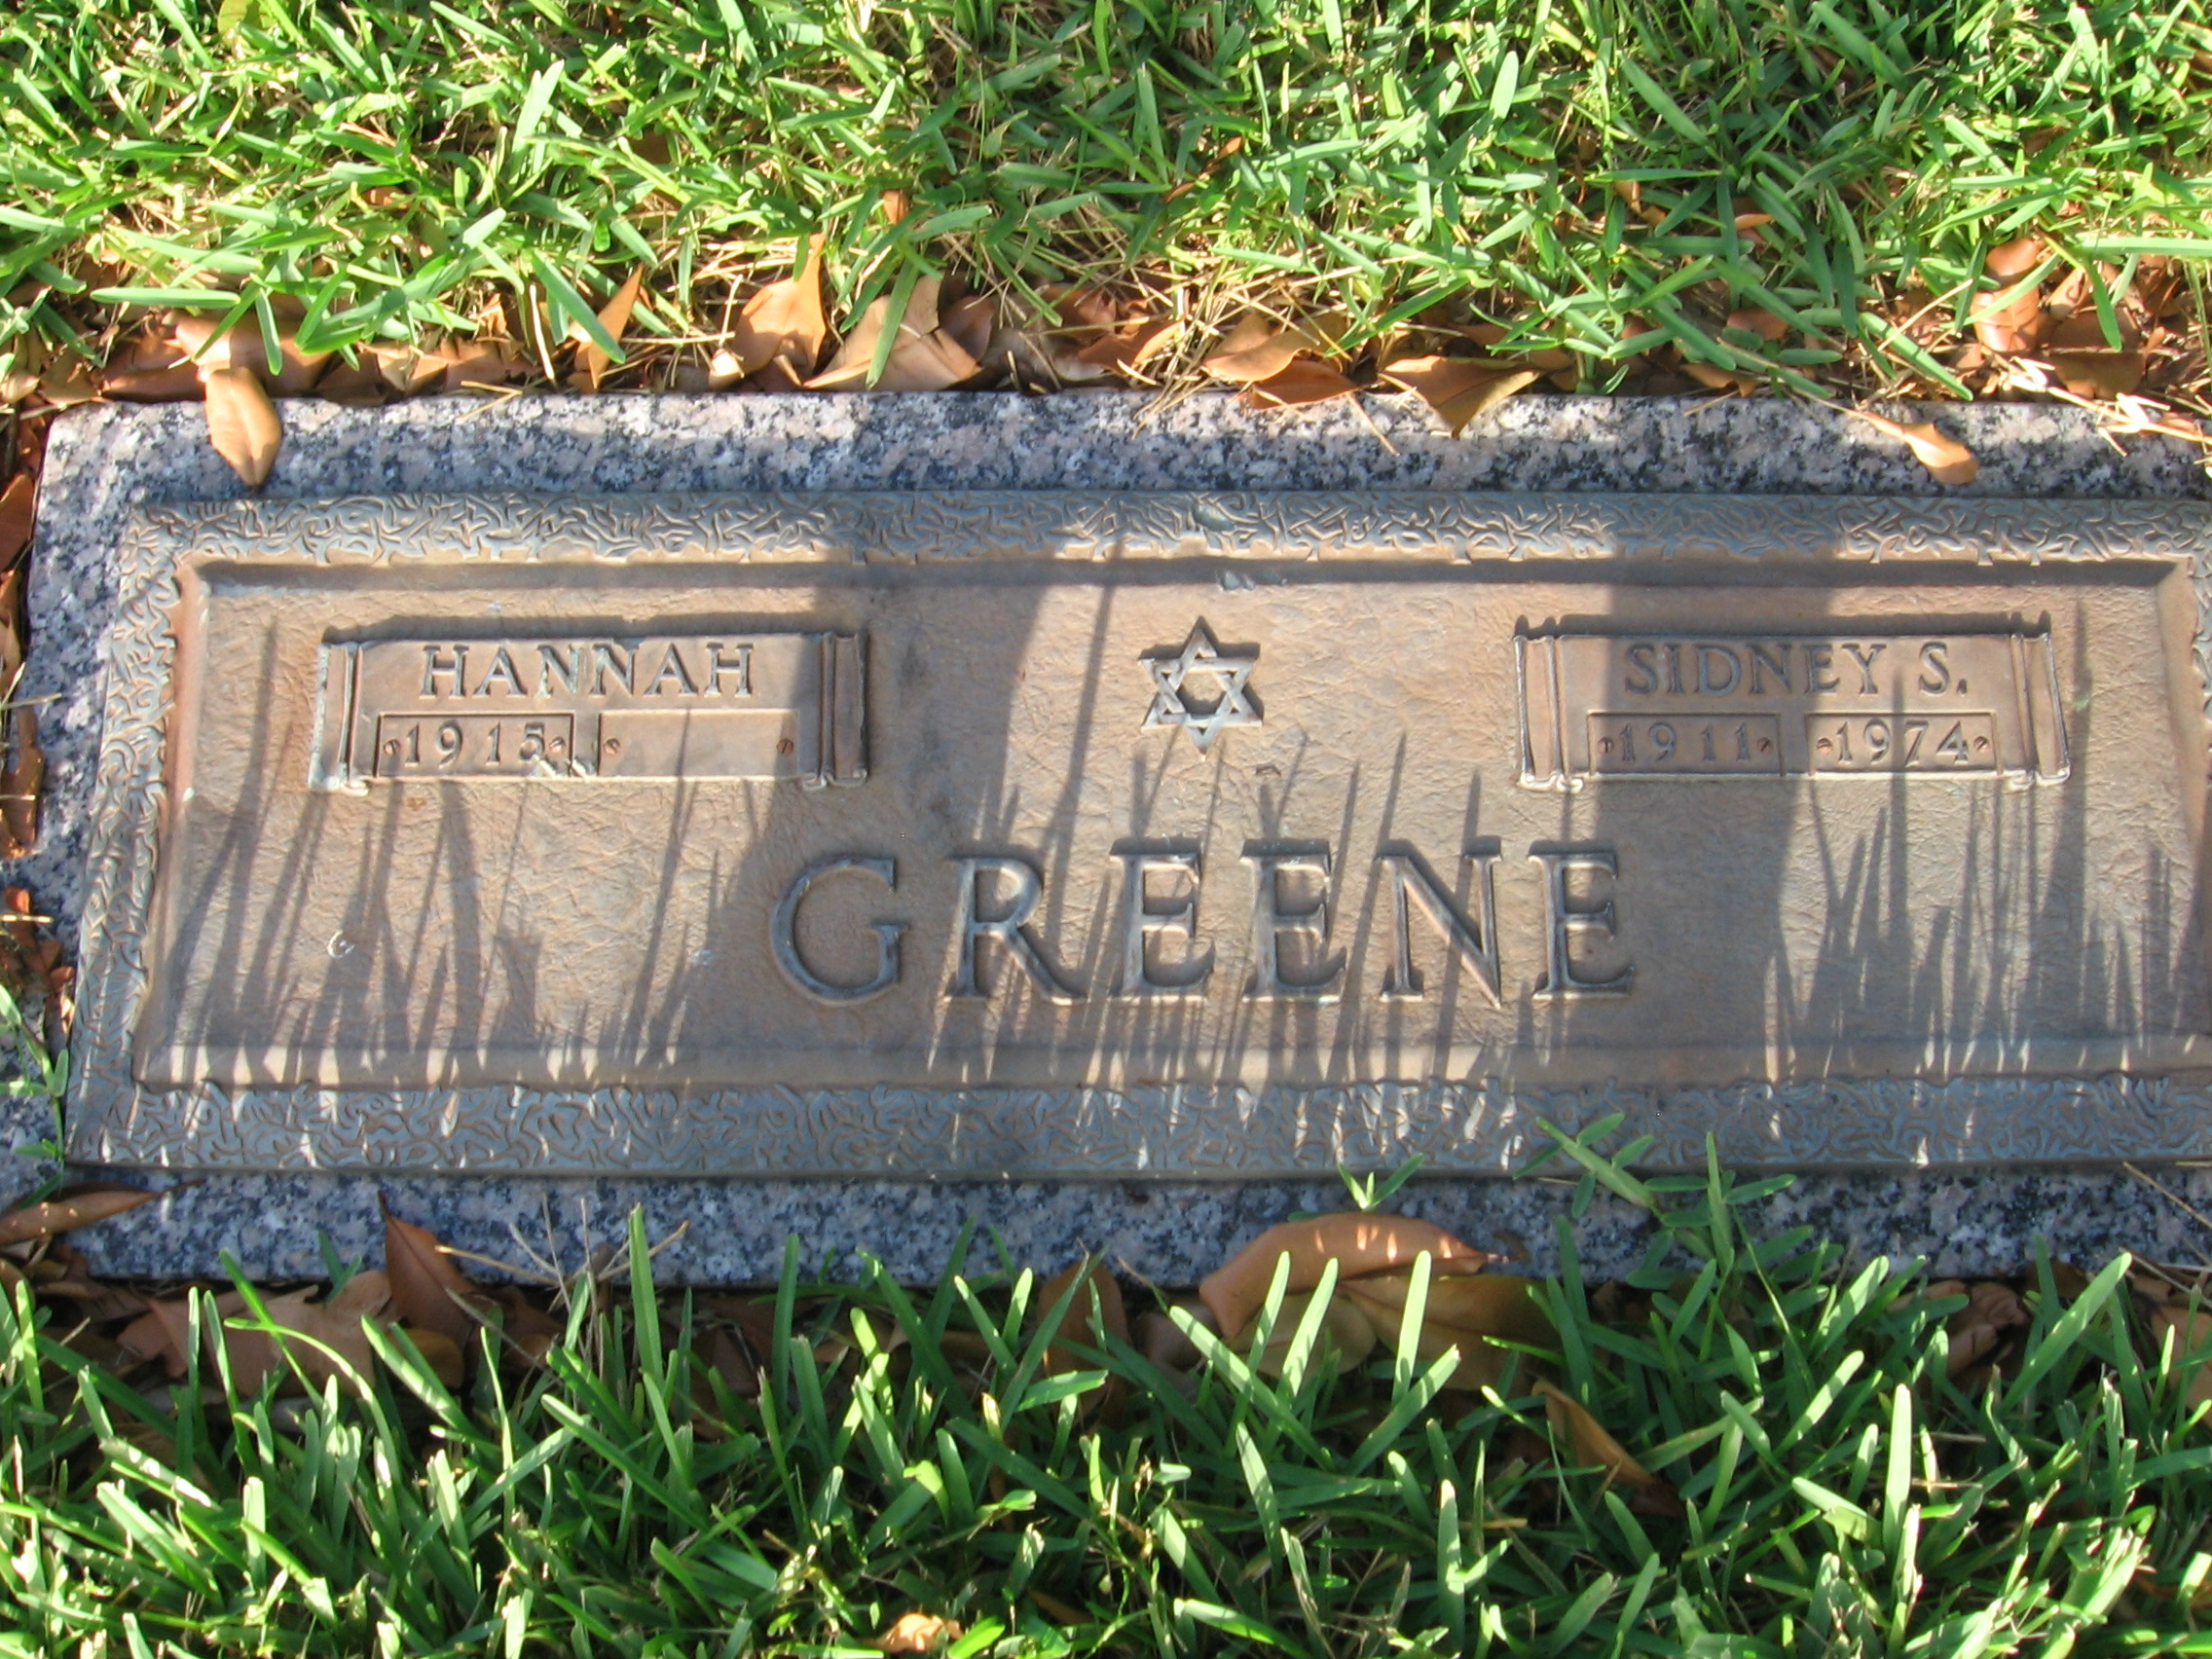 HANNAH
1915
SIDNEY S.
1911 1974
GREENE